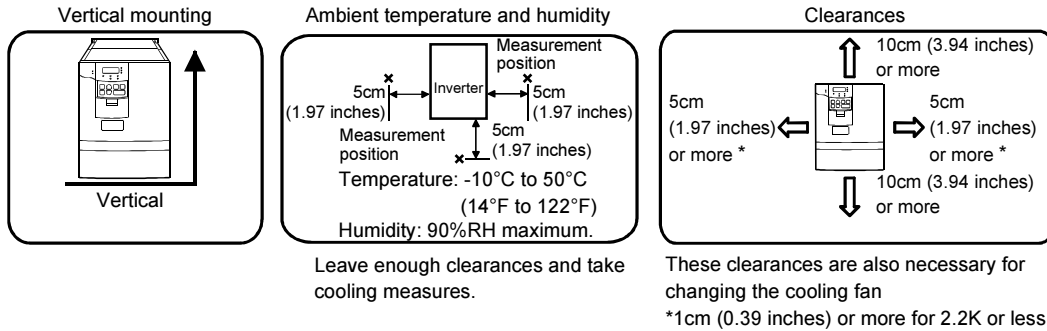 Vertical mounting
Vertical
Ambient temperature and humidity
Measurement
position
Inverter
5cm
(1.97 inches)
5cm
(1.97 inches)
5cm
(1.97 inches)
Measurement
position
Temperature: -10°C to 50°C
(14°F to 122°F)
Humidity: 90%RH maximum.
Leave enough clearances and take
cooling measures.
Clearances
10cm (3.94 inches)
or more
5cm
(1.97 inches)
or more *
5cm
(1.97 inches)
or more *
10cm (3.94 inches)
or more
These clearances are also necessary for
changing the cooling fan
*1cm (0.39 inches) or more for 2.2K or less